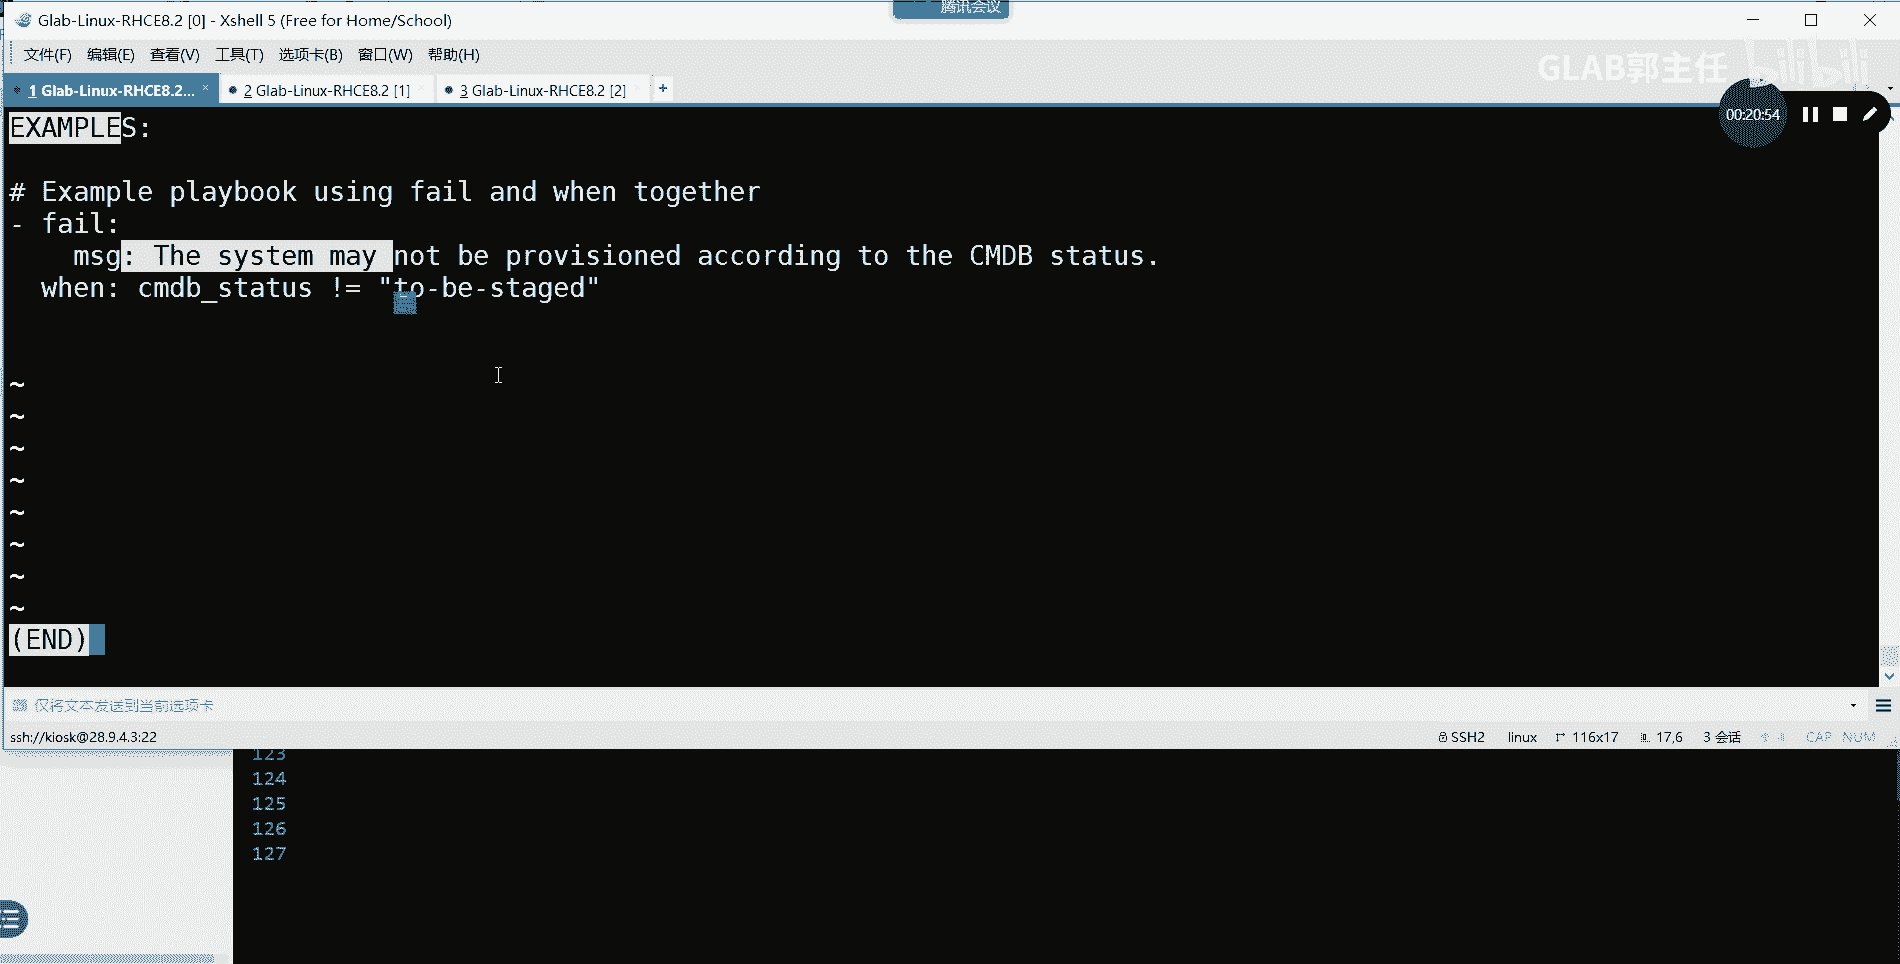 腾讯会议
Glab-Linux-RHCE8.2 [0] - Xshell 5 (Free for Home/School)
文件(F) 编辑(E) 查看(V) 工具(T) 选项卡(B) 窗口(W) 帮助(H)
GLAB郭主任 bilibili
1 Glab-Linux-RHCE8.2... × 2 Glab-Linux-RHCE8.2 [1] 3 Glab-Linux-RHCE8.2 [2] +
00:20:54
EXAMPLES:
# Example playbook using fail and when together
- fail:
msg: The system may not be provisioned according to the CMDB status.
when: cmdb_status != "to-be-staged"
~
~
~
~
~
~
~
~
(END)
仅将文本发送到当前选项卡
ssh://kiosk@28.9.4.3:22 SSH2 linux 116x17 17,6 3 会话 CAP NUM
123
124
125
126
127